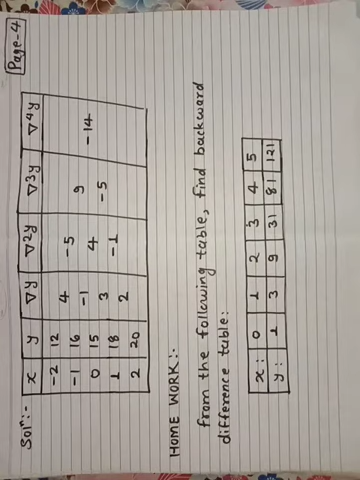 Page-4
Solⁿ:-
x y ∇y ∇2y ∇3y ∇4y
-2 12
4
-1 16 -5
-1 9
0 15 4 -14
3 -5
1 18 -1
2
2 20
HOME WORK:-
from the following table, find backward
difference table:
x: 0 1 2 3 4 5
y: 1 3 9 31 81 121